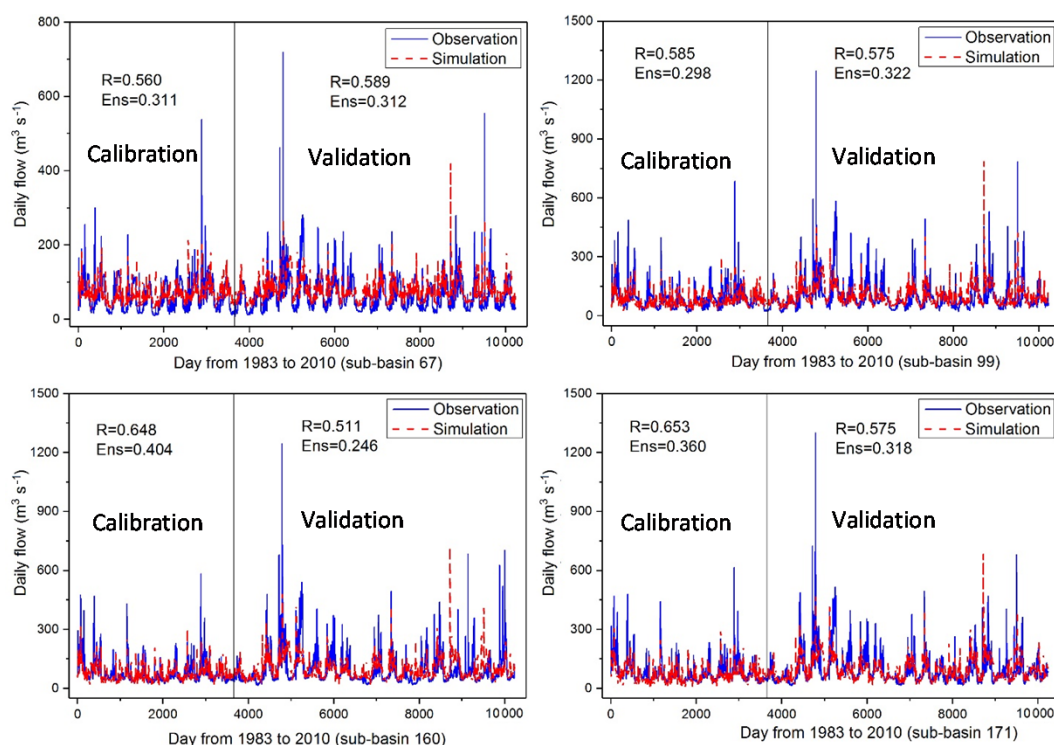 800
600
400
200
0
Daily flow (m³ s⁻¹)
Observation
Simulation
R=0.560
Ens=0.311
R=0.589
Ens=0.312
Calibration
Validation
0 2000 4000 6000 8000 10000
Day from 1983 to 2010 (sub-basin 67)
1500
1200
900
600
300
0
Daily flow (m³ s⁻¹)
Observation
Simulation
R=0.585
Ens=0.298
R=0.575
Ens=0.322
Calibration
Validation
0 2000 4000 6000 8000 10000
Day from 1983 to 2010 (sub-basin 99)
1500
1200
900
600
300
0
Daily flow (m³ s⁻¹)
Observation
Simulation
R=0.648
Ens=0.404
R=0.511
Ens=0.246
Calibration
Validation
0 2000 4000 6000 8000 10000
Day from 1983 to 2010 (sub-basin 160)
1500
1200
900
600
300
0
Daily flow (m³ s⁻¹)
Observation
Simulation
R=0.653
Ens=0.360
R=0.575
Ens=0.318
Calibration
Validation
0 2000 4000 6000 8000 10000
Day from 1983 to 2010 (sub-basin 171)